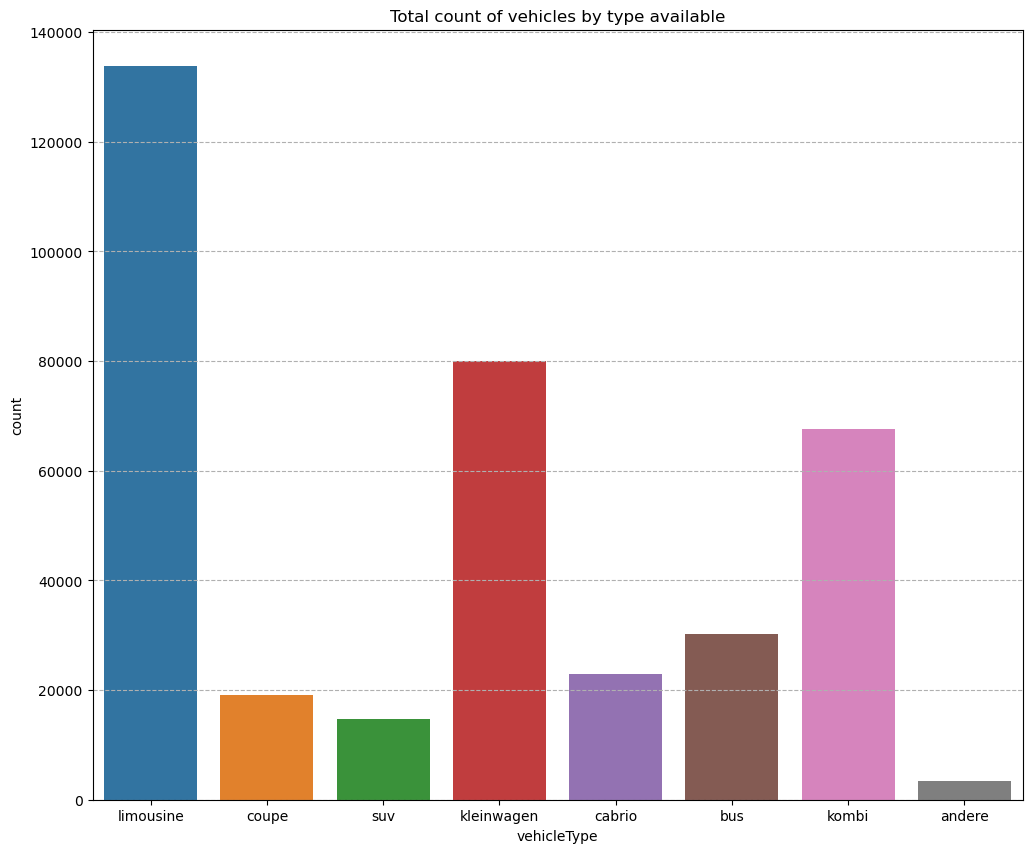 Total count of vehicles by type available
140000
120000
100000
80000
60000
40000
20000
0
count
limousine coupe suv kleinwagen cabrio bus kombi andere
vehicleType